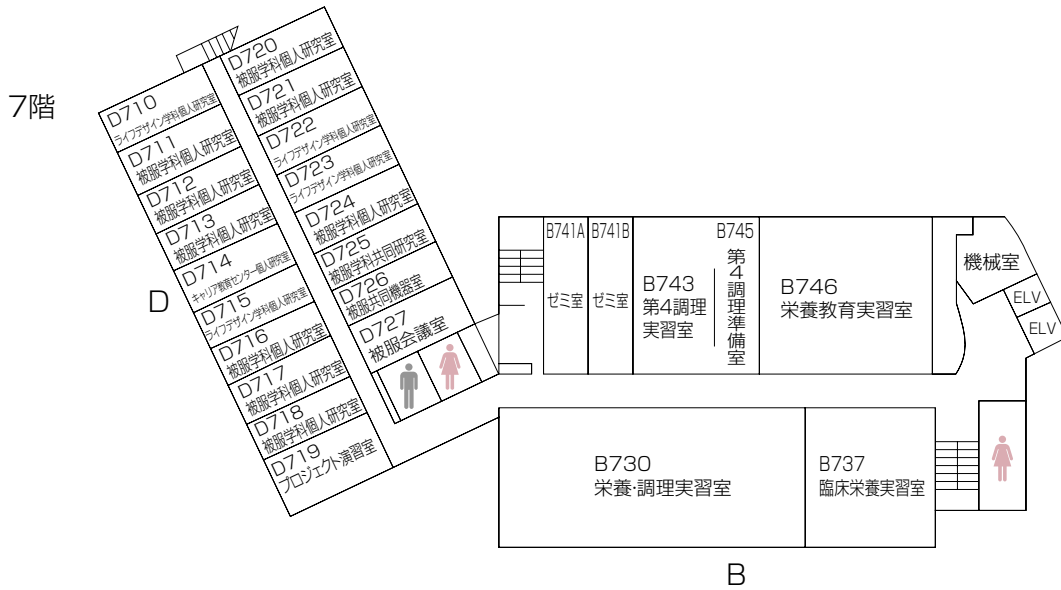 7階
D710
ライフデザイン学科個人研究室
D711
被服学科個人研究室
D712
被服学科個人研究室
D713
被服学科個人研究室
D714
キャリア教育センター個人研究室
D715
ライフデザイン学科個人研究室
D716
被服学科個人研究室
D717
被服学科個人研究室
D718
被服学科個人研究室
D719
プロジェクト演習室
D720
被服学科個人研究室
D721
被服学科個人研究室
D722
ライフデザイン学科個人研究室
D723
ライフデザイン学科個人研究室
D724
被服学科個人研究室
D725
被服学科共同研究室
D726
被服共同機器室
D727
被服会議室
D
B741A
ゼミ室
B741B
ゼミ室
B743
第4調理
実習室
B745
第4調理準備室
B746
栄養教育実習室
機械室
ELV
ELV
B730
栄養・調理実習室
B737
臨床栄養実習室
B